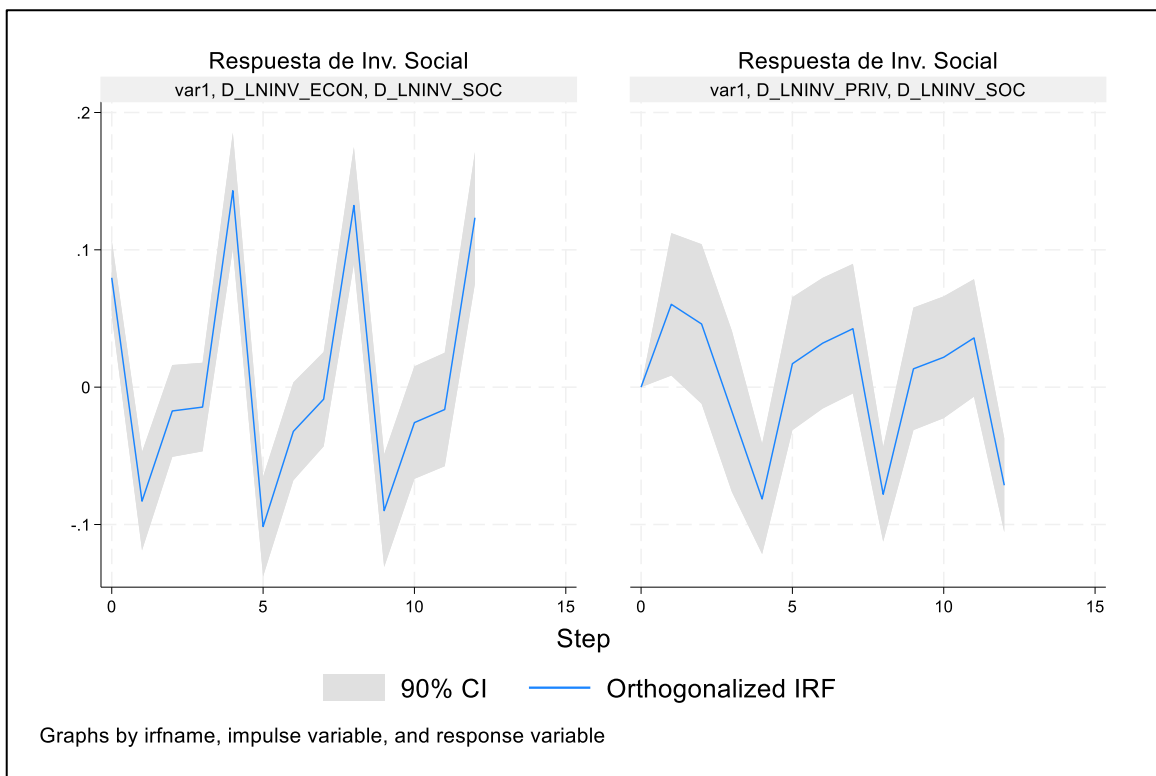 Respuesta de Inv. Social
var1, D_LNINV_ECON, D_LNINV_SOC
Respuesta de Inv. Social
var1, D_LNINV_PRIV, D_LNINV_SOC
.2
.1
0
-.1
0 5 10 15
0 5 10 15
Step
90% CI Orthogonalized IRF
Graphs by irfname, impulse variable, and response variable